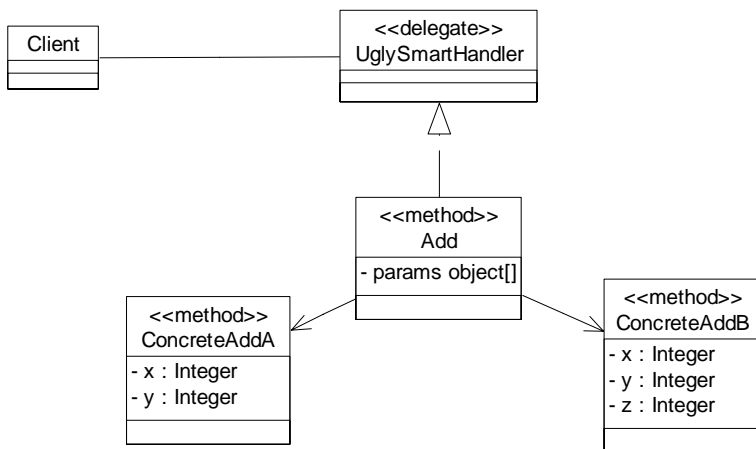 Client
<<delegate>>
UglySmartHandler
<<method>>
Add
- params object[]
<<method>>
ConcreteAddA
- x : Integer
- y : Integer
<<method>>
ConcreteAddB
- x : Integer
- y : Integer
- z : Integer